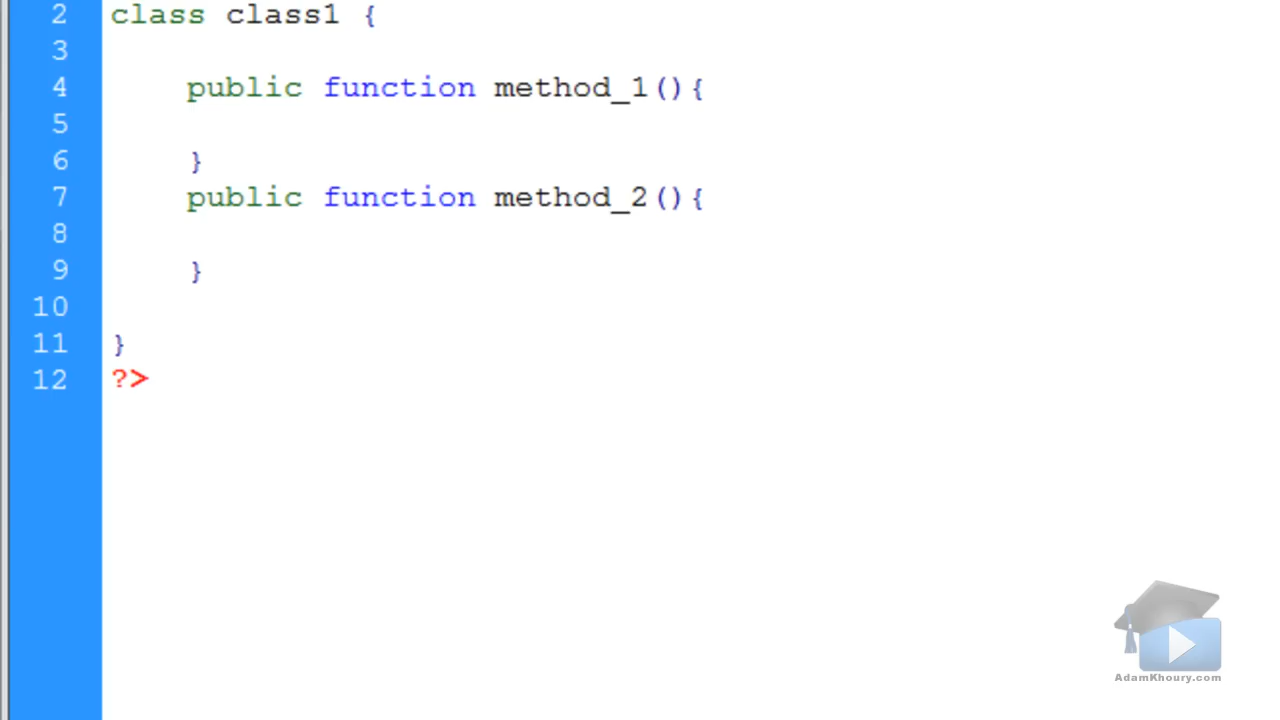 2 class class1 {
3
4 public function method_1(){
5
6 }
7 public function method_2(){
8
9 }
10
11 }
12 ?>
AdamKhoury.com